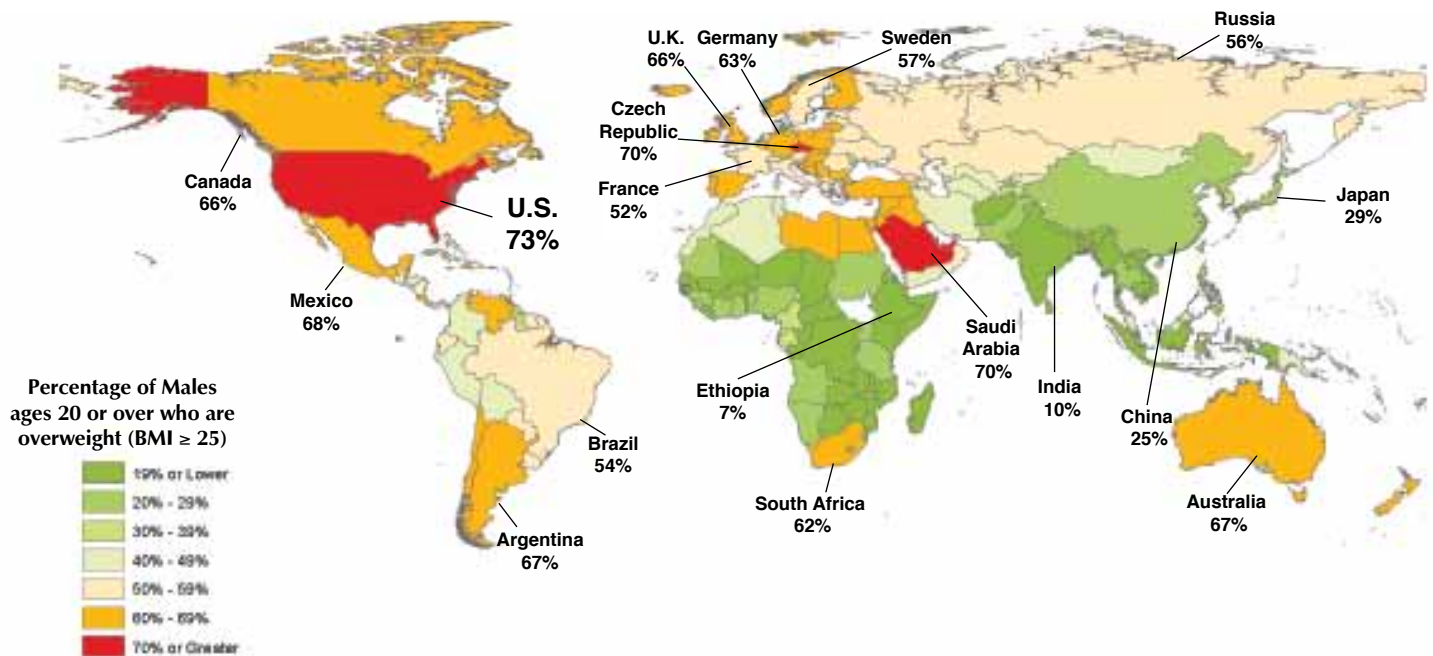 U.K.
66%
Germany
63%
Sweden
57%
Russia
56%
Czech
Republic
70%
France
52%
Canada
66%
U.S.
73%
Mexico
68%
Japan
29%
Saudi
Arabia
70%
Ethiopia
7%
India
10%
China
25%
Brazil
54%
South Africa
62%
Australia
67%
Argentina
67%
Percentage of Males
ages 20 or over who are
overweight (BMI ≥ 25)
19% or Lower
20% - 29%
30% - 39%
40% - 49%
50% - 59%
60% - 69%
70% or Greater